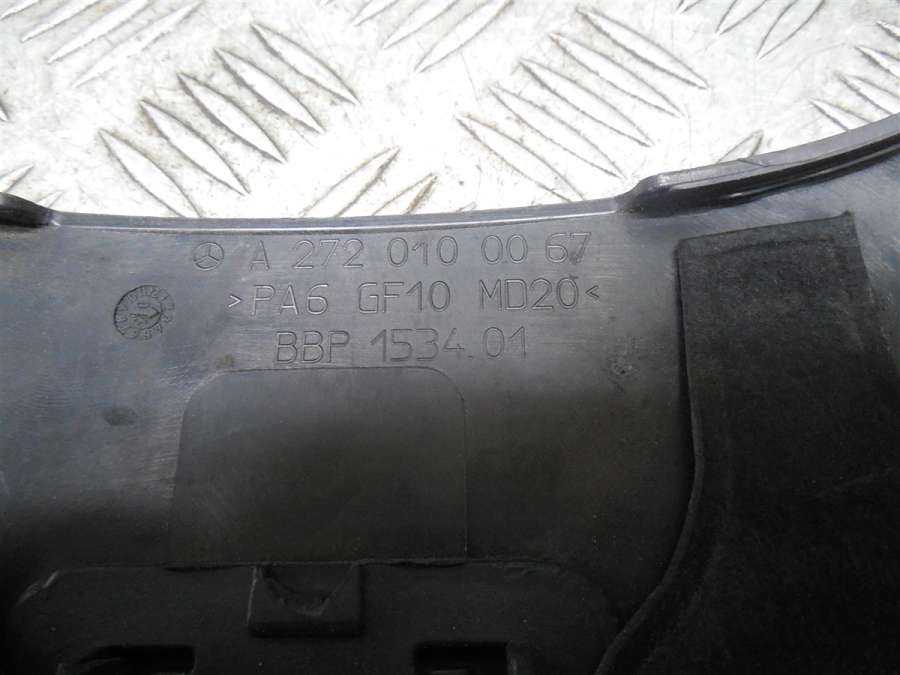 A 272 010 00 67
>PA6 GF10 MD20<
BBP 1534.01